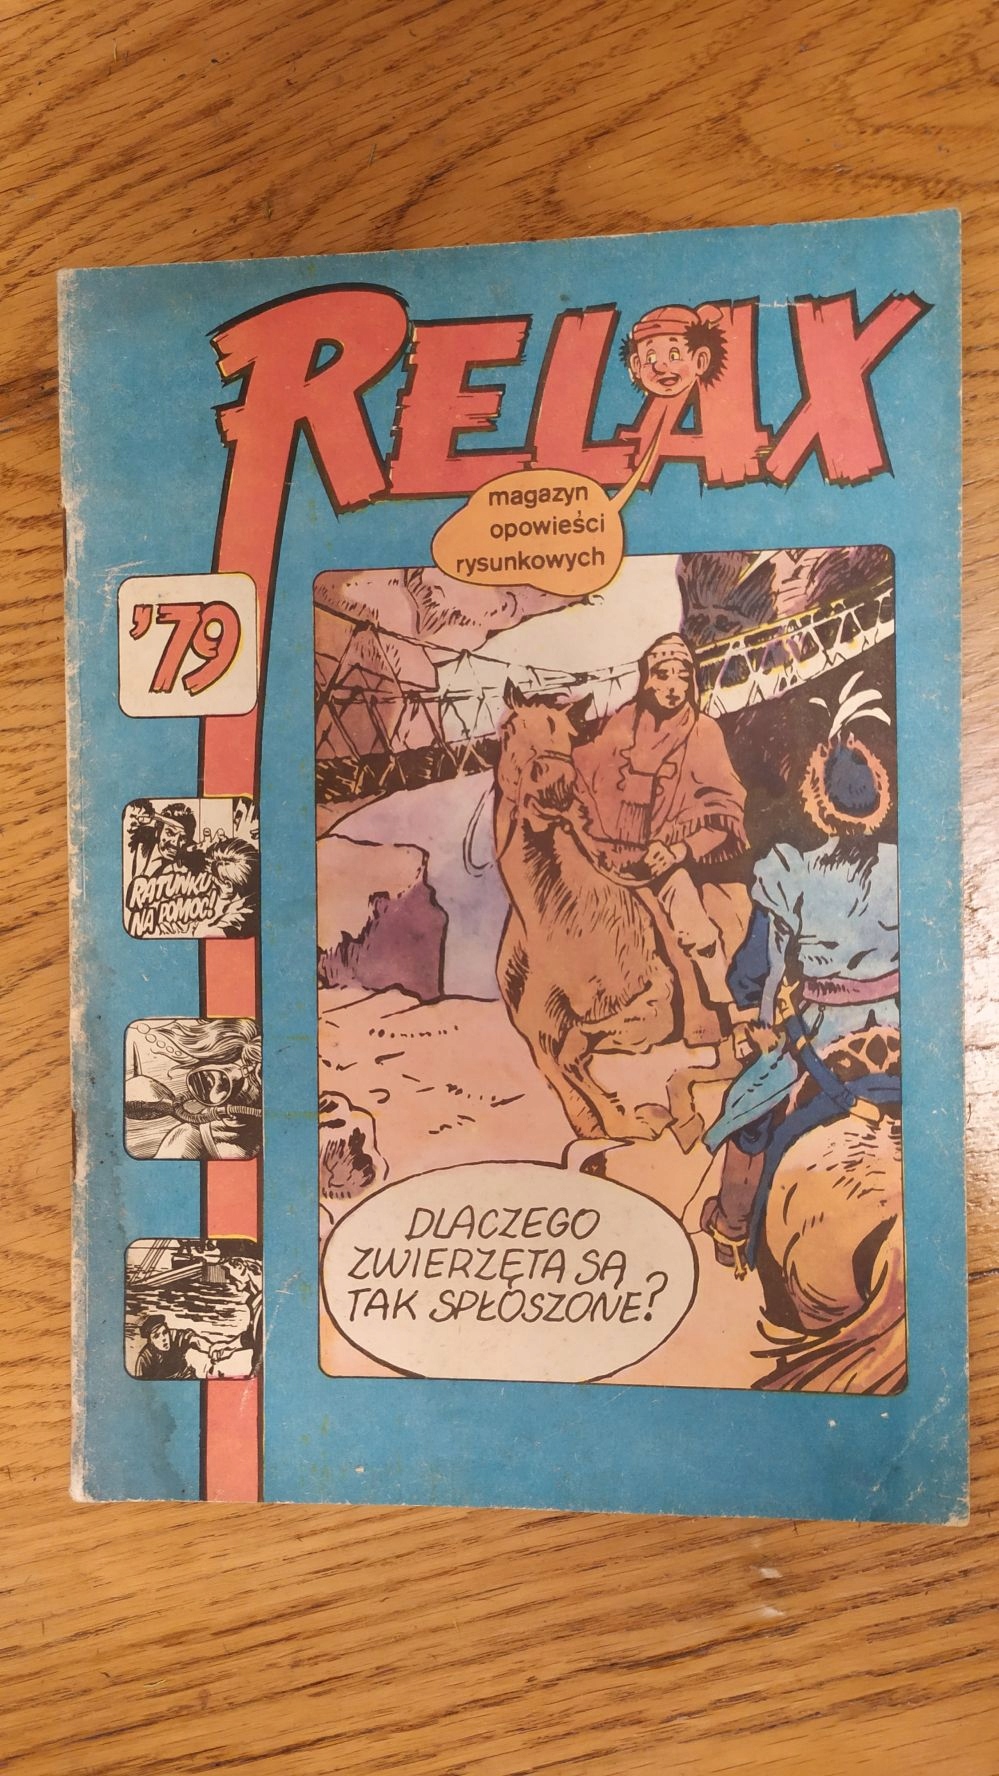 RELAX
magazyn
opowieści
rysunkowych
'79
RATUNKU,
NA POMOC!
DLACZEGO
ZWIERZĘTA SĄ
TAK SPŁOSZONE?